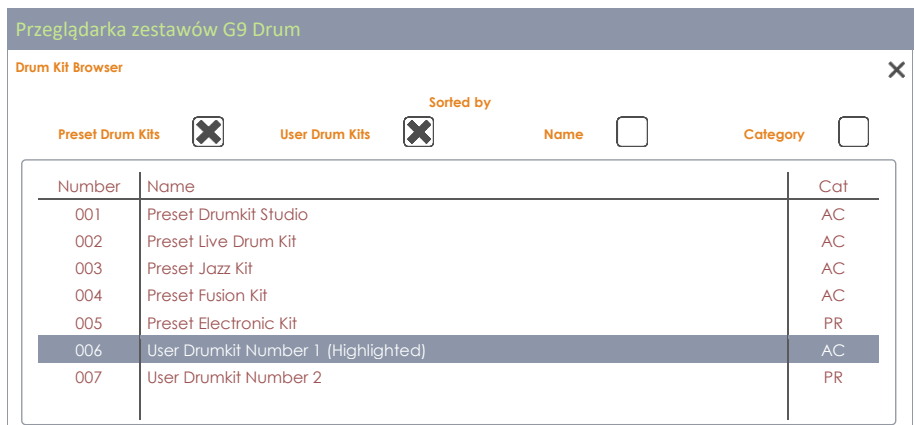 Przeglądarka zestawów G9 Drum
Drum Kit Browser
Sorted by
Preset Drum Kits User Drum Kits Name Category
Number Name Cat
001 Preset Drumkit Studio AC
002 Preset Live Drum Kit AC
003 Preset Jazz Kit AC
004 Preset Fusion Kit AC
005 Preset Electronic Kit PR
006 User Drumkit Number 1 (Highlighted) AC
007 User Drumkit Number 2 PR